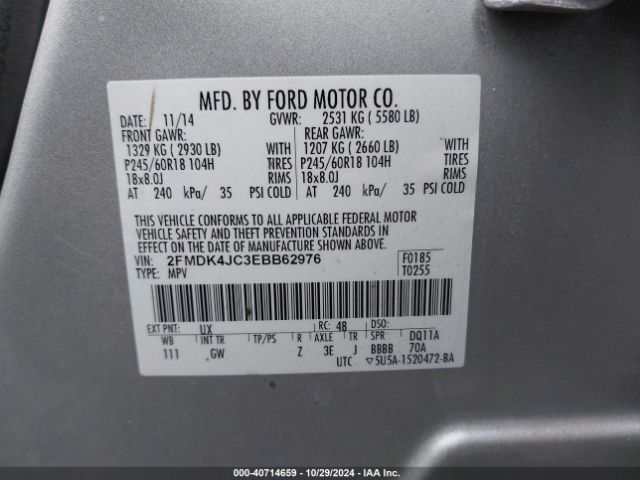 MFD. BY FORD MOTOR CO.
DATE: 11/14 GVWR: 2531 KG ( 5580 LB)
FRONT GAWR: REAR GAWR:
1329 KG ( 2930 LB) WITH 1207 KG ( 2660 LB) WITH
P245/60R18 104H TIRES P245/60R18 104H TIRES
18x8.0J RIMS 18x8.0J RIMS
AT 240 kPa/ 35 PSI COLD AT 240 kPa/ 35 PSI COLD
THIS VEHICLE CONFORMS TO ALL APPLICABLE FEDERAL MOTOR
VEHICLE SAFETY AND THEFT PREVENTION STANDARDS IN
EFFECT ON THE DATE OF MANUFACTURE SHOWN ABOVE.
VIN: 2FMDK4JC3EBB62976 F0185
TYPE: MPV T0255
EXT PNT: UX RC: 48 DSO:
WB INT TR TP/PS R AXLE TR SPR DQ11A
111 .GW Z 3E J BBBB 70A
UTC ▽5U5A-1520472-BA
000-40714659 - 10/29/2024 - IAA Inc.